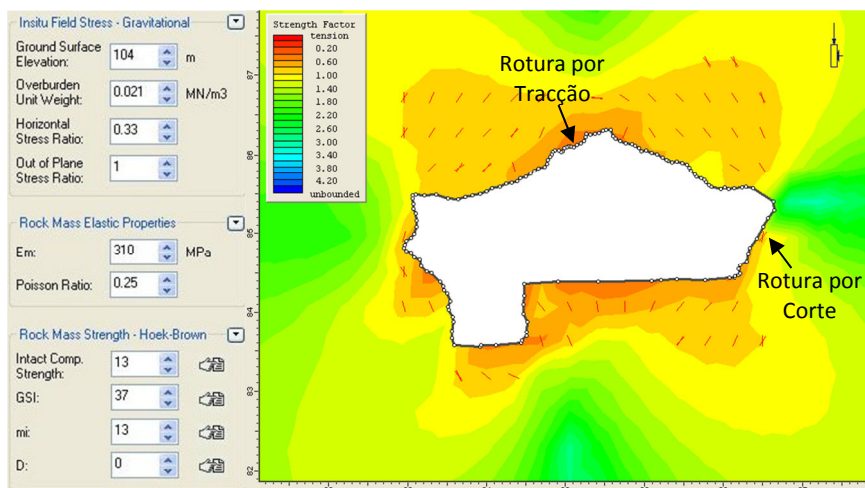 Insitu Field Stress - Gravitational
Ground Surface
Elevation:
104
m
Overburden
Unit Weight:
0.021
MN/m3
Horizontal
Stress Ratio:
0.33
Out of Plane
Stress Ratio:
1
Rock Mass Elastic Properties
Em:
310
MPa
Poisson Ratio:
0.25
Rock Mass Strength - Hoek-Brown
Intact Comp.
Strength:
13
GSI:
37
mi:
13
D:
0
Strength Factor
tension
0.20
0.60
1.00
1.40
1.80
2.20
2.60
3.00
3.40
3.80
4.20
unbounded
Rotura por
Tracção
Rotura por
Corte
87
86
85
84
83
82